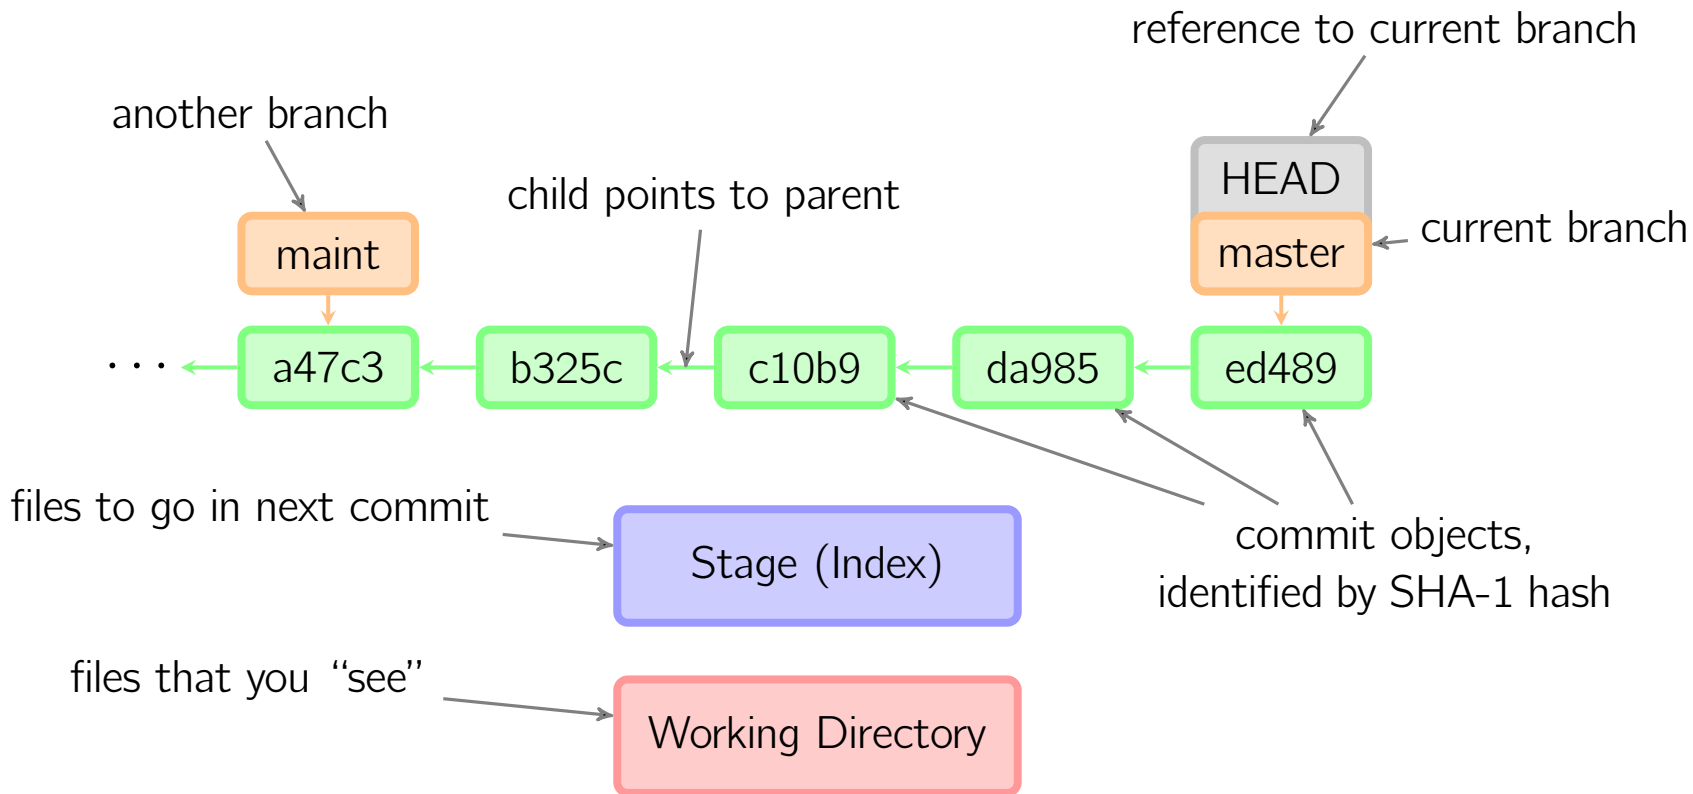 reference to current branch
another branch
HEAD
child points to parent
current branch
maint
master
...
a47c3
b325c
c10b9
da985
ed489
files to go in next commit
Stage (Index)
commit objects,
identified by SHA-1 hash
files that you “see”
Working Directory